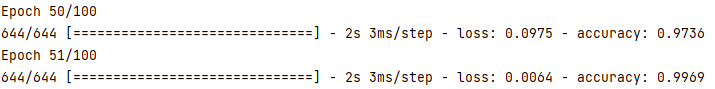 Epoch 50/100
644/644 [==============================] - 2s 3ms/step - loss: 0.0975 - accuracy: 0.9736
Epoch 51/100
644/644 [==============================] - 2s 3ms/step - loss: 0.0064 - accuracy: 0.9969